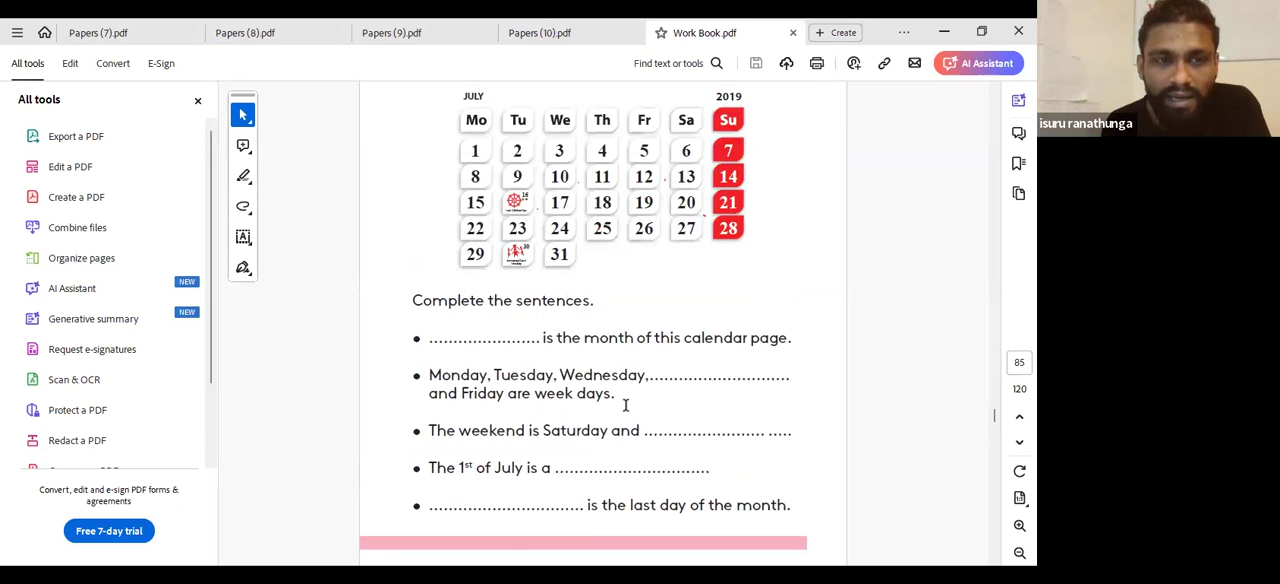 Papers (7).pdf
Papers (8).pdf
Papers (9).pdf
Papers (10).pdf
Work Book.pdf
Create
All tools
Edit
Convert
E-Sign
Find text or tools
AI Assistant
All tools
Export a PDF
Edit a PDF
Create a PDF
Combine files
Organize pages
AI Assistant NEW
Generative summary NEW
Request e-signatures
Scan & OCR
Protect a PDF
Redact a PDF
Convert, edit and e-sign PDF forms &
agreements
Free 7-day trial
JULY 2019
Mo Tu We Th Fr Sa Su
1 2 3 4 5 6 7
8 9 10 11 12 13 14
15 16 17 18 19 20 21
22 23 24 25 26 27 28
29 30 31
Complete the sentences.
• ....................... is the month of this calendar page.
• Monday, Tuesday, Wednesday,.............................
and Friday are week days.
• The weekend is Saturday and ......................... .....
• The 1st of July is a ................................
• ................................ is the last day of the month.
85
120
isuru ranathunga